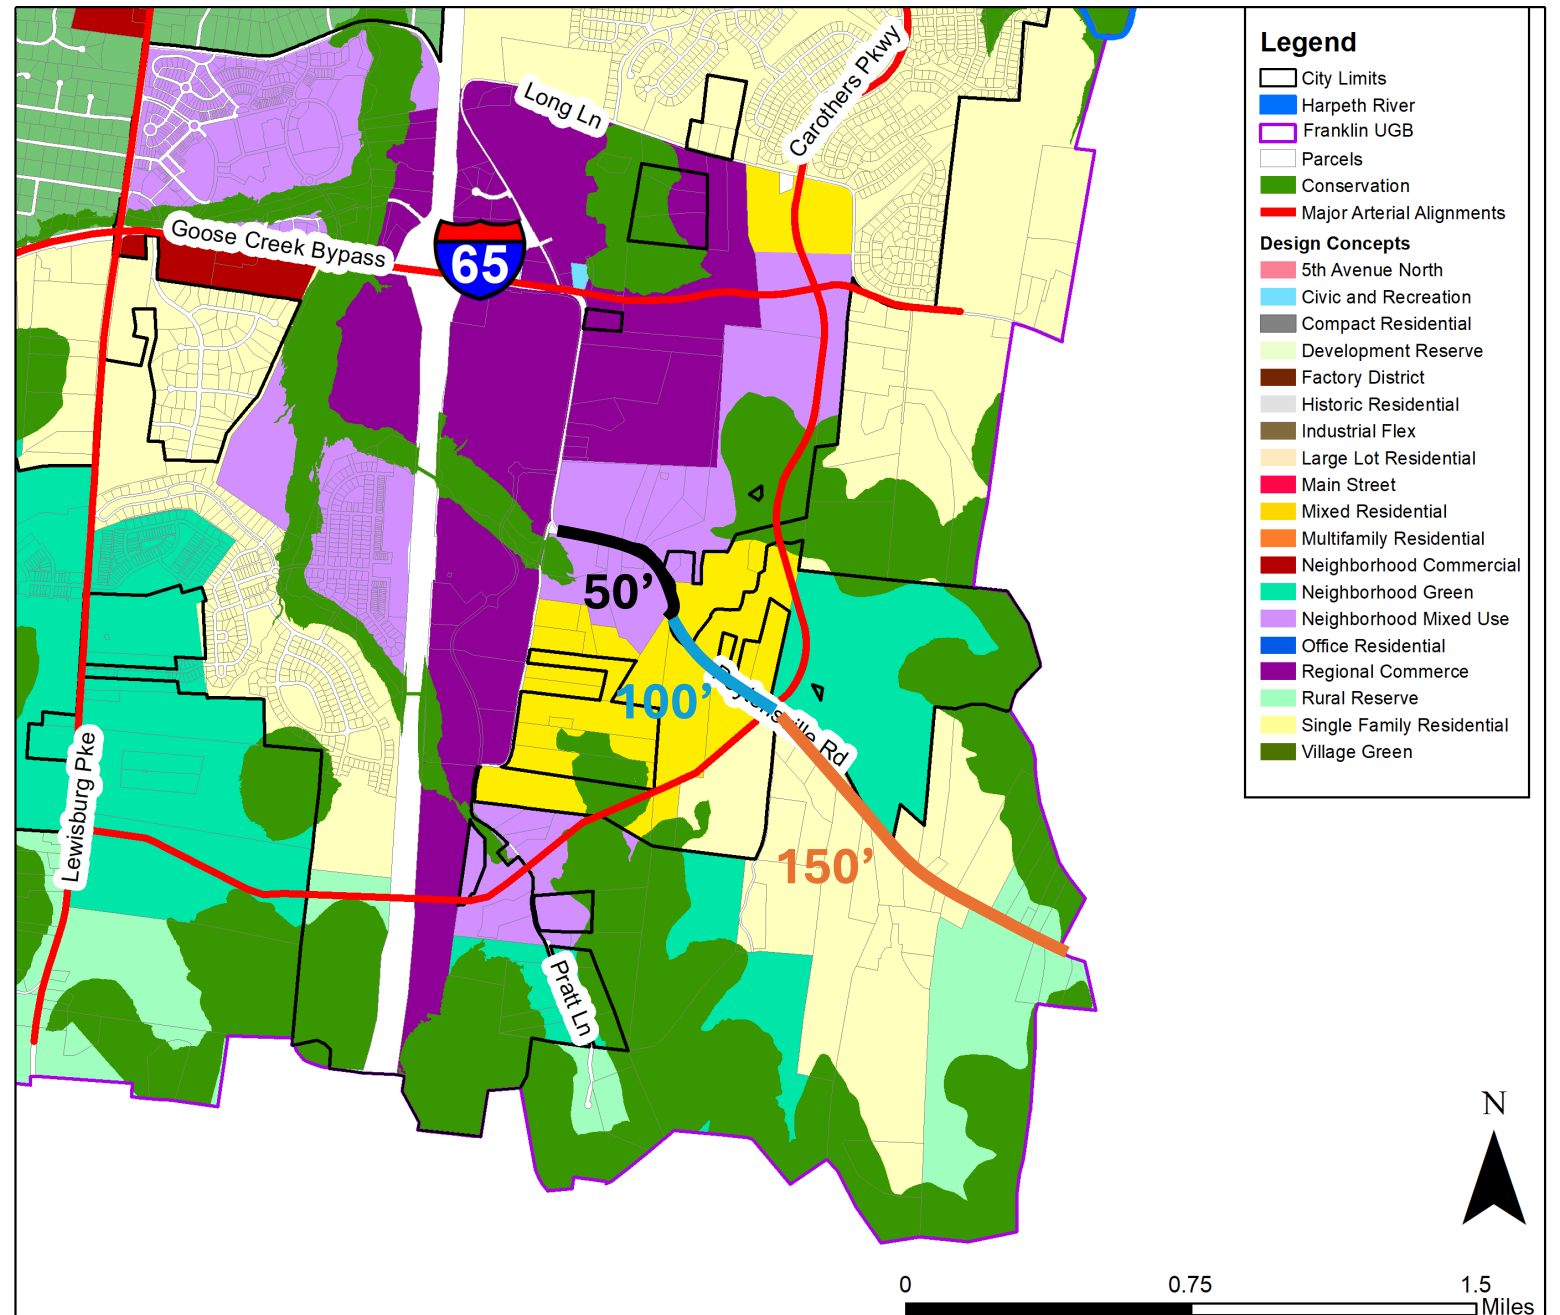 Long Ln
Carothers Pkwy
Goose Creek Bypass
65
50’
100’
Peytonsville Rd
150’
Lewisburg Pke
Pratt Ln
Legend
City Limits
Harpeth River
Franklin UGB
Parcels
Conservation
Major Arterial Alignments
Design Concepts
5th Avenue North
Civic and Recreation
Compact Residential
Development Reserve
Factory District
Historic Residential
Industrial Flex
Large Lot Residential
Main Street
Mixed Residential
Multifamily Residential
Neighborhood Commercial
Neighborhood Green
Neighborhood Mixed Use
Office Residential
Regional Commerce
Rural Reserve
Single Family Residential
Village Green
N
0 0.75 1.5
Miles